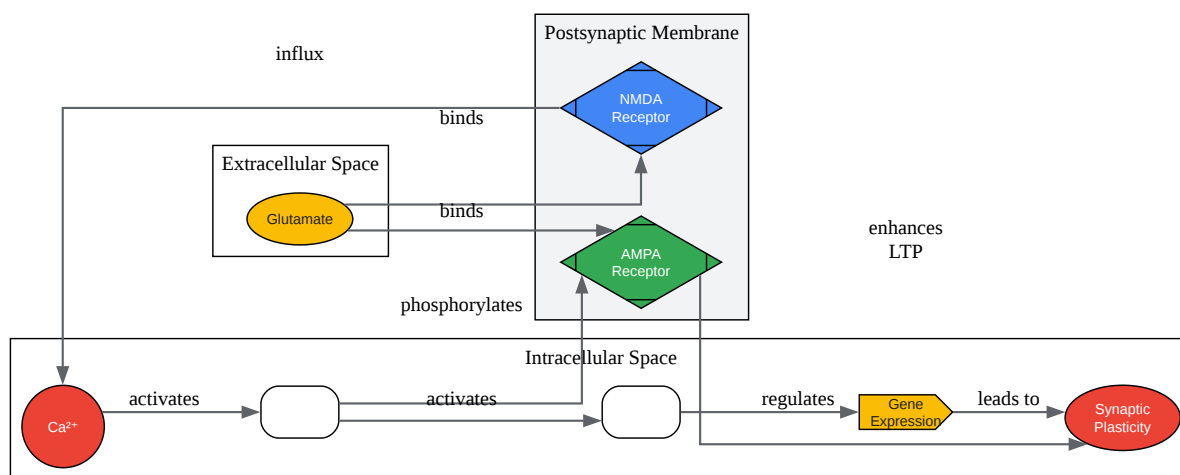 Postsynaptic Membrane
influx
NMDA
Receptor
binds
Extracellular Space
Glutamate
binds
enhances
LTP
AMPA
Receptor
phosphorylates
Intracellular Space
Ca²⁺
activates
activates
regulates
Gene
Expression
leads to
Synaptic
Plasticity